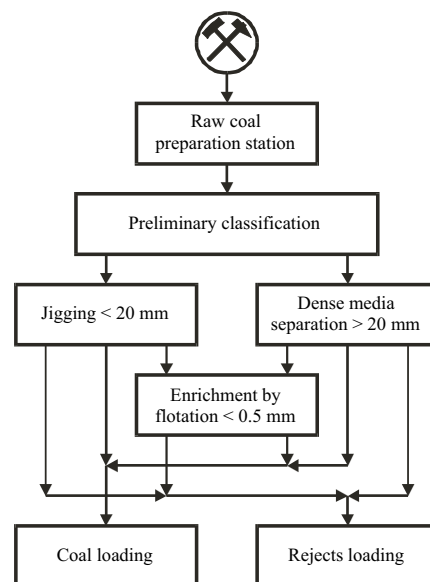 Raw coal
preparation station
Preliminary classification
Jigging < 20 mm
Dense media
separation > 20 mm
Enrichment by
flotation < 0.5 mm
Coal loading
Rejects loading